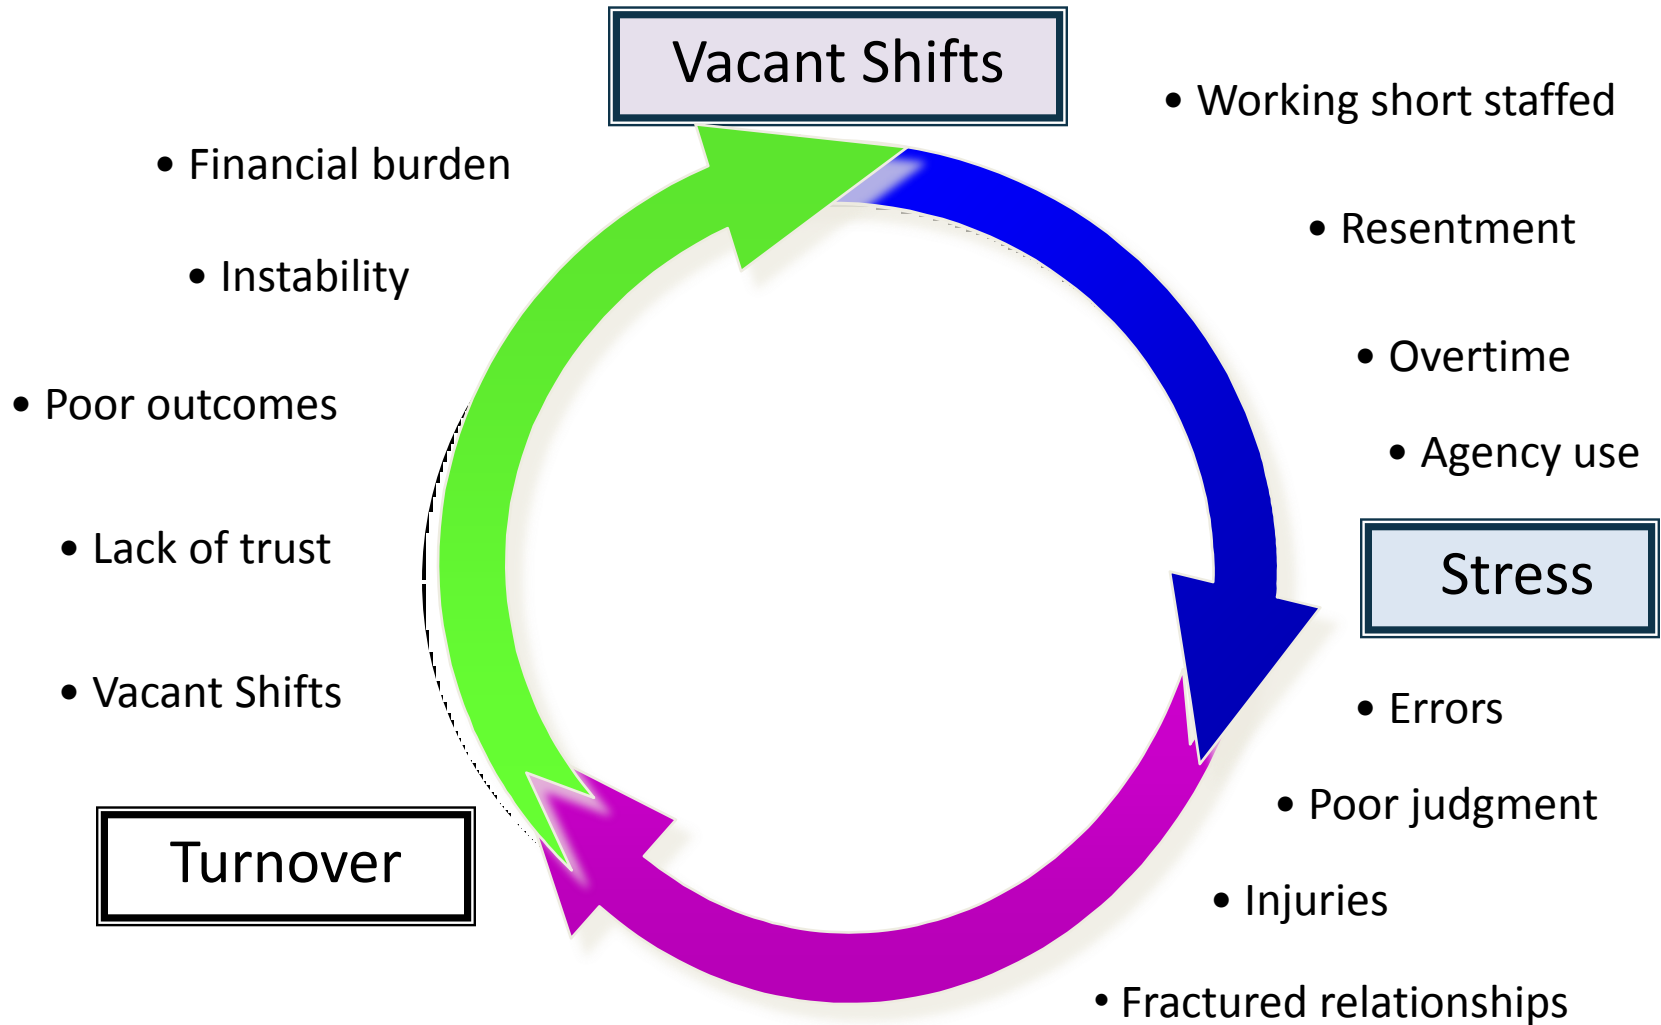 Vacant Shifts
• Working short staffed
• Resentment
• Overtime
• Agency use
Stress
• Errors
• Poor judgment
• Injuries
• Fractured relationships
Turnover
• Vacant Shifts
• Lack of trust
• Poor outcomes
• Instability
• Financial burden